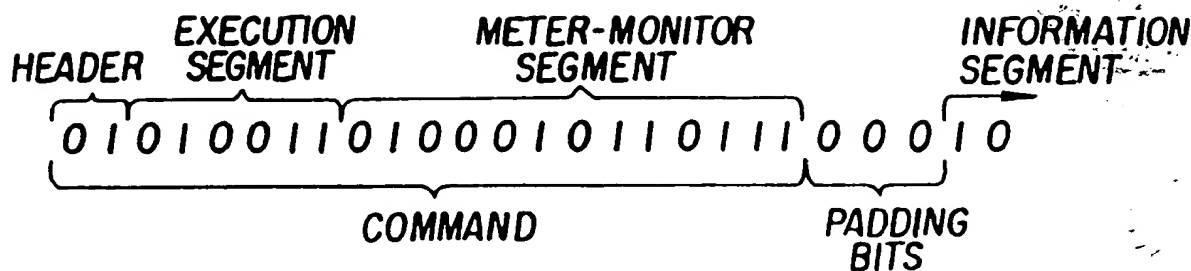 EXECUTION METER-MONITOR INFORMATION
HEADER SEGMENT SEGMENT SEGMENT
0 1 0 1 0 0 1 1 0 1 0 0 0 1 0 1 1 0 1 1 1 0 0 0 1 0
COMMAND PADDING
BITS